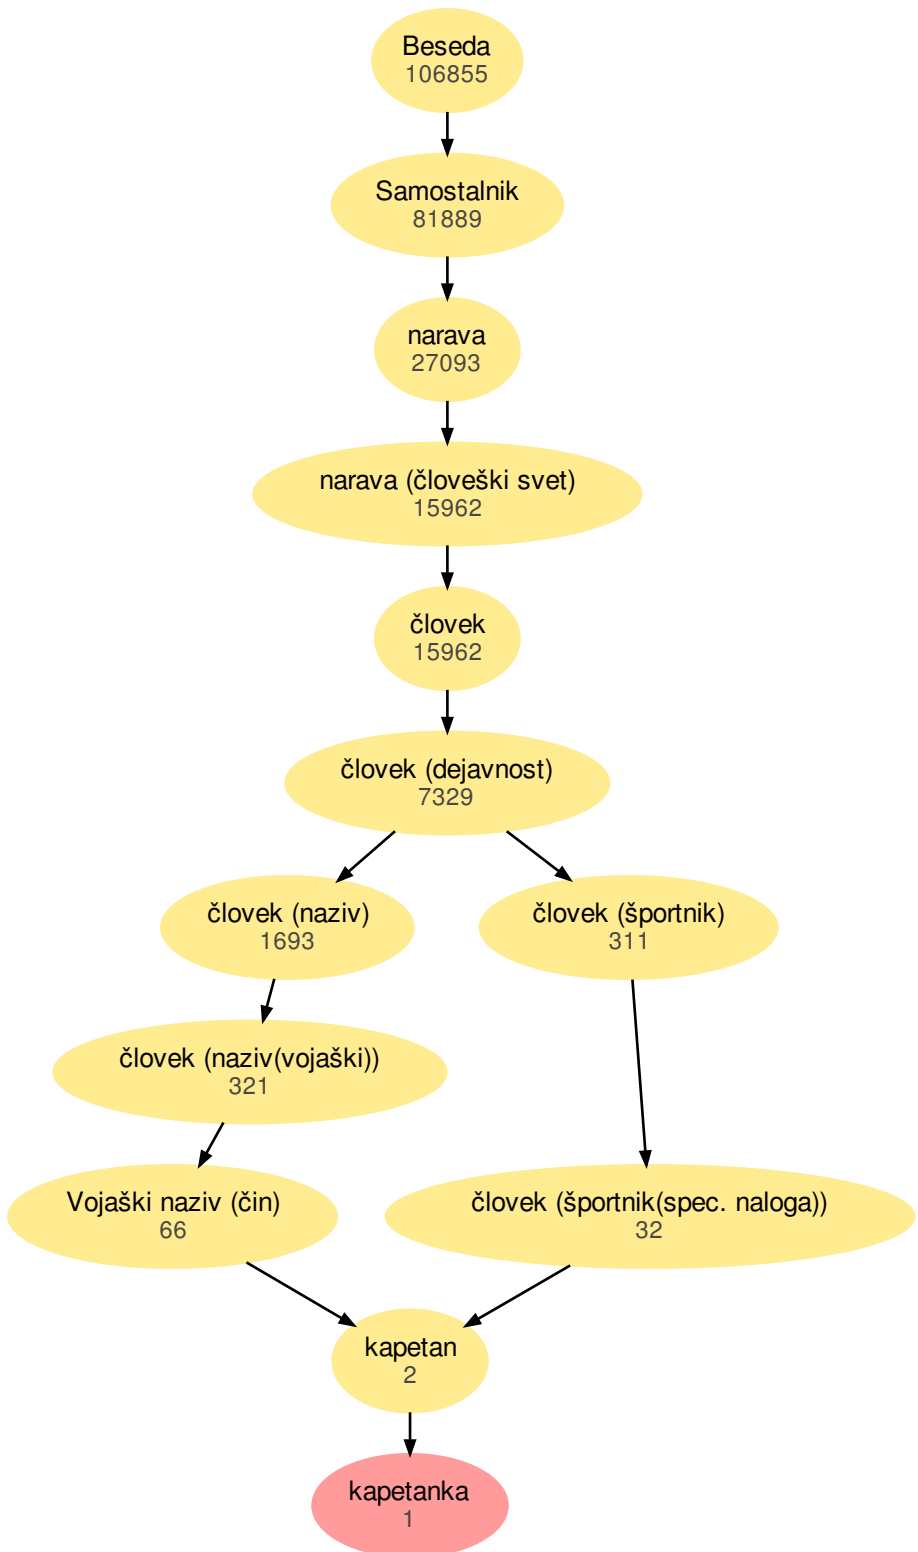 Beseda
106855
Samostalnik
81889
narava
27093
narava (človeški svet)
15962
človek
15962
človek (dejavnost)
7329
človek (naziv)
1693
človek (športnik)
311
človek (naziv(vojaški))
321
Vojaški naziv (čin)
66
človek (športnik(spec. naloga))
32
kapetan
2
kapetanka
1